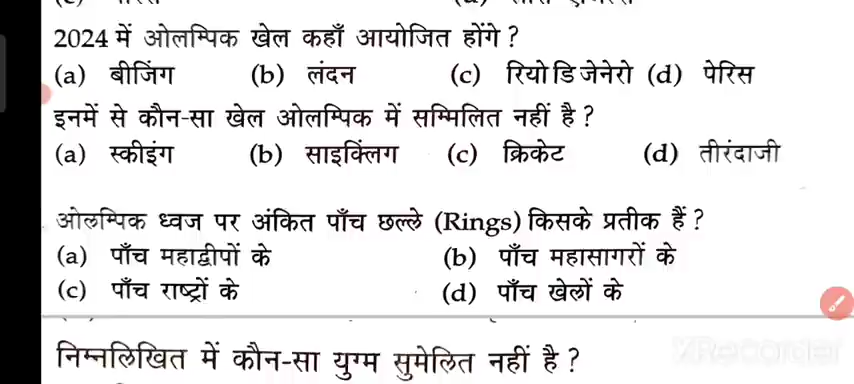 2024 में ओलम्पिक खेल कहाँ आयोजित होंगे ?
(a) बीजिंग (b) लंदन (c) रियो डि जेनेरो (d) पेरिस
इनमें से कौन-सा खेल ओलम्पिक में सम्मिलित नहीं है ?
(a) स्कीइंग (b) साइक्लिंग (c) क्रिकेट (d) तीरंदाजी
ओलम्पिक ध्वज पर अंकित पाँच छल्ले (Rings) किसके प्रतीक हैं ?
(a) पाँच महाद्वीपों के (b) पाँच महासागरों के
(c) पाँच राष्ट्रों के (d) पाँच खेलों के
निम्नलिखित में कौन-सा युग्म सुमेलित नहीं है ?
XRecorder